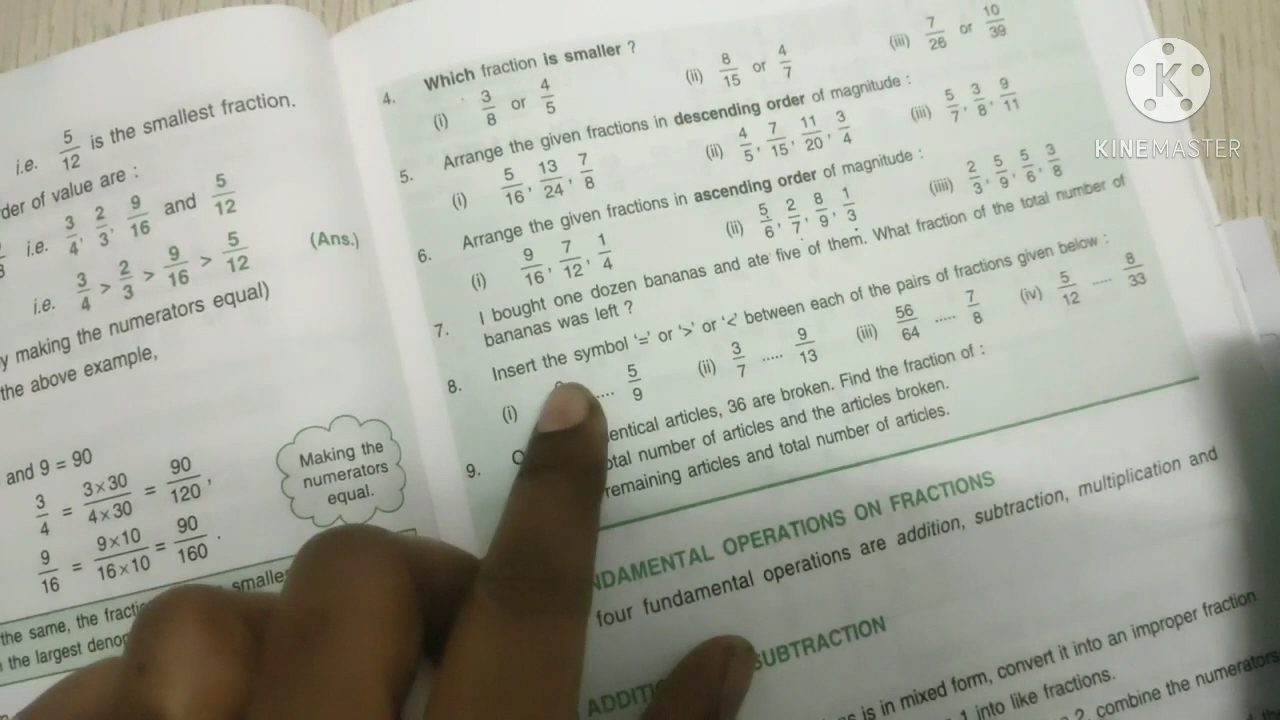 i.e. 5/12 is the smallest fraction.
der of value are :
i.e. 3/4, 2/3, 9/16 and 5/12
i.e. 3/4 > 2/3 > 9/16 > 5/12 (Ans.)
making the numerators equal)
the above example,
and 9 = 90
3/4 = 3×30/4×30 = 90/120,
9/16 = 9×10/16×10 = 90/160.
Making the
numerators
equal.
the same, the
the largest
4. Which fraction is smaller ?
(i) 3/8 or 4/5 (ii) 8/15 or 4/7 (iii) 7/26 or 10/39
5. Arrange the given fractions in descending order of magnitude :
(i) 5/16, 13/24, 7/8 (ii) 4/5, 7/15, 11/20, 3/4 (iii) 5/7, 3/8, 9/11
6. Arrange the given fractions in ascending order of magnitude :
(i) 9/16, 7/12, 1/4 (ii) 5/6, 2/7, 8/9, 1/3 (iiii) 2/3, 5/9, 5/6, 3/8
7. I bought one dozen bananas and ate five of them. What fraction of the total number of
bananas was left ?
8. Insert the symbol '=' or '>' or '<' between each of the pairs of fractions given below :
(i) ..... 5/9 (ii) 3/7 ..... 9/13 (iii) 56/64 ..... 7/8 (iv) 5/12 ..... 8/33
9. entical articles, 36 are broken. Find the fraction of :
otal number of articles and the articles broken.
remaining articles and total number of articles.
NDAMENTAL OPERATIONS ON FRACTIONS
four fundamental operations are addition, subtraction, multiplication and
SUBTRACTION
is in mixed form, convert it into an improper fraction
1 into like fractions.
2, combine the numerators
K
KINEMASTER